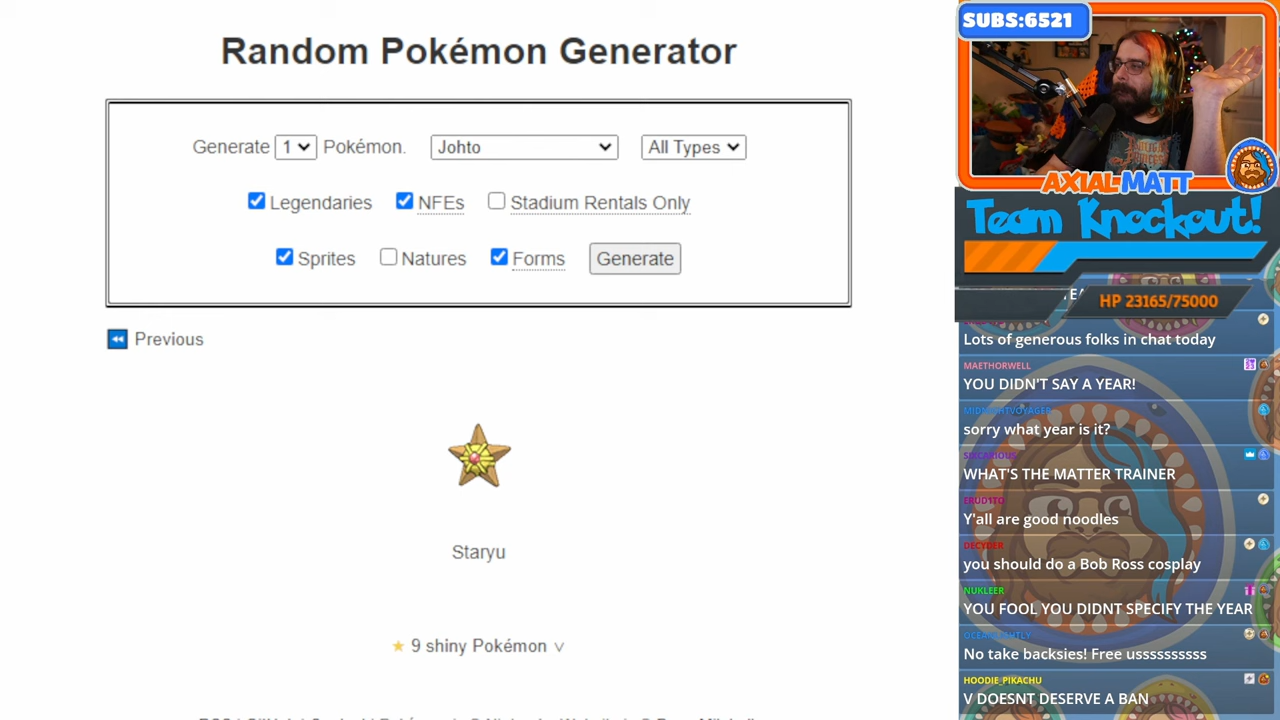 Random Pokémon Generator
Generate 1 Pokémon. Johto All Types
Legendaries NFEs Stadium Rentals Only
Sprites Natures Forms Generate
Previous
Staryu
9 shiny Pokémon
SUBS:6521
AXIALMATT
Team Knockout!
HP 23165/75000
Lots of generous folks in chat today
MAETHORWELL
YOU DIDN'T SAY A YEAR!
MIDNIGHTVOYAGER
sorry what year is it?
WHAT'S THE MATTER TRAINER
ERUD1TO
Y'all are good noodles
DECYDER
you should do a Bob Ross cosplay
NUKLEER
YOU FOOL YOU DIDNT SPECIFY THE YEAR
No take backsies! Free usssssssss
HOODIE_PIKACHU
V DOESNT DESERVE A BAN